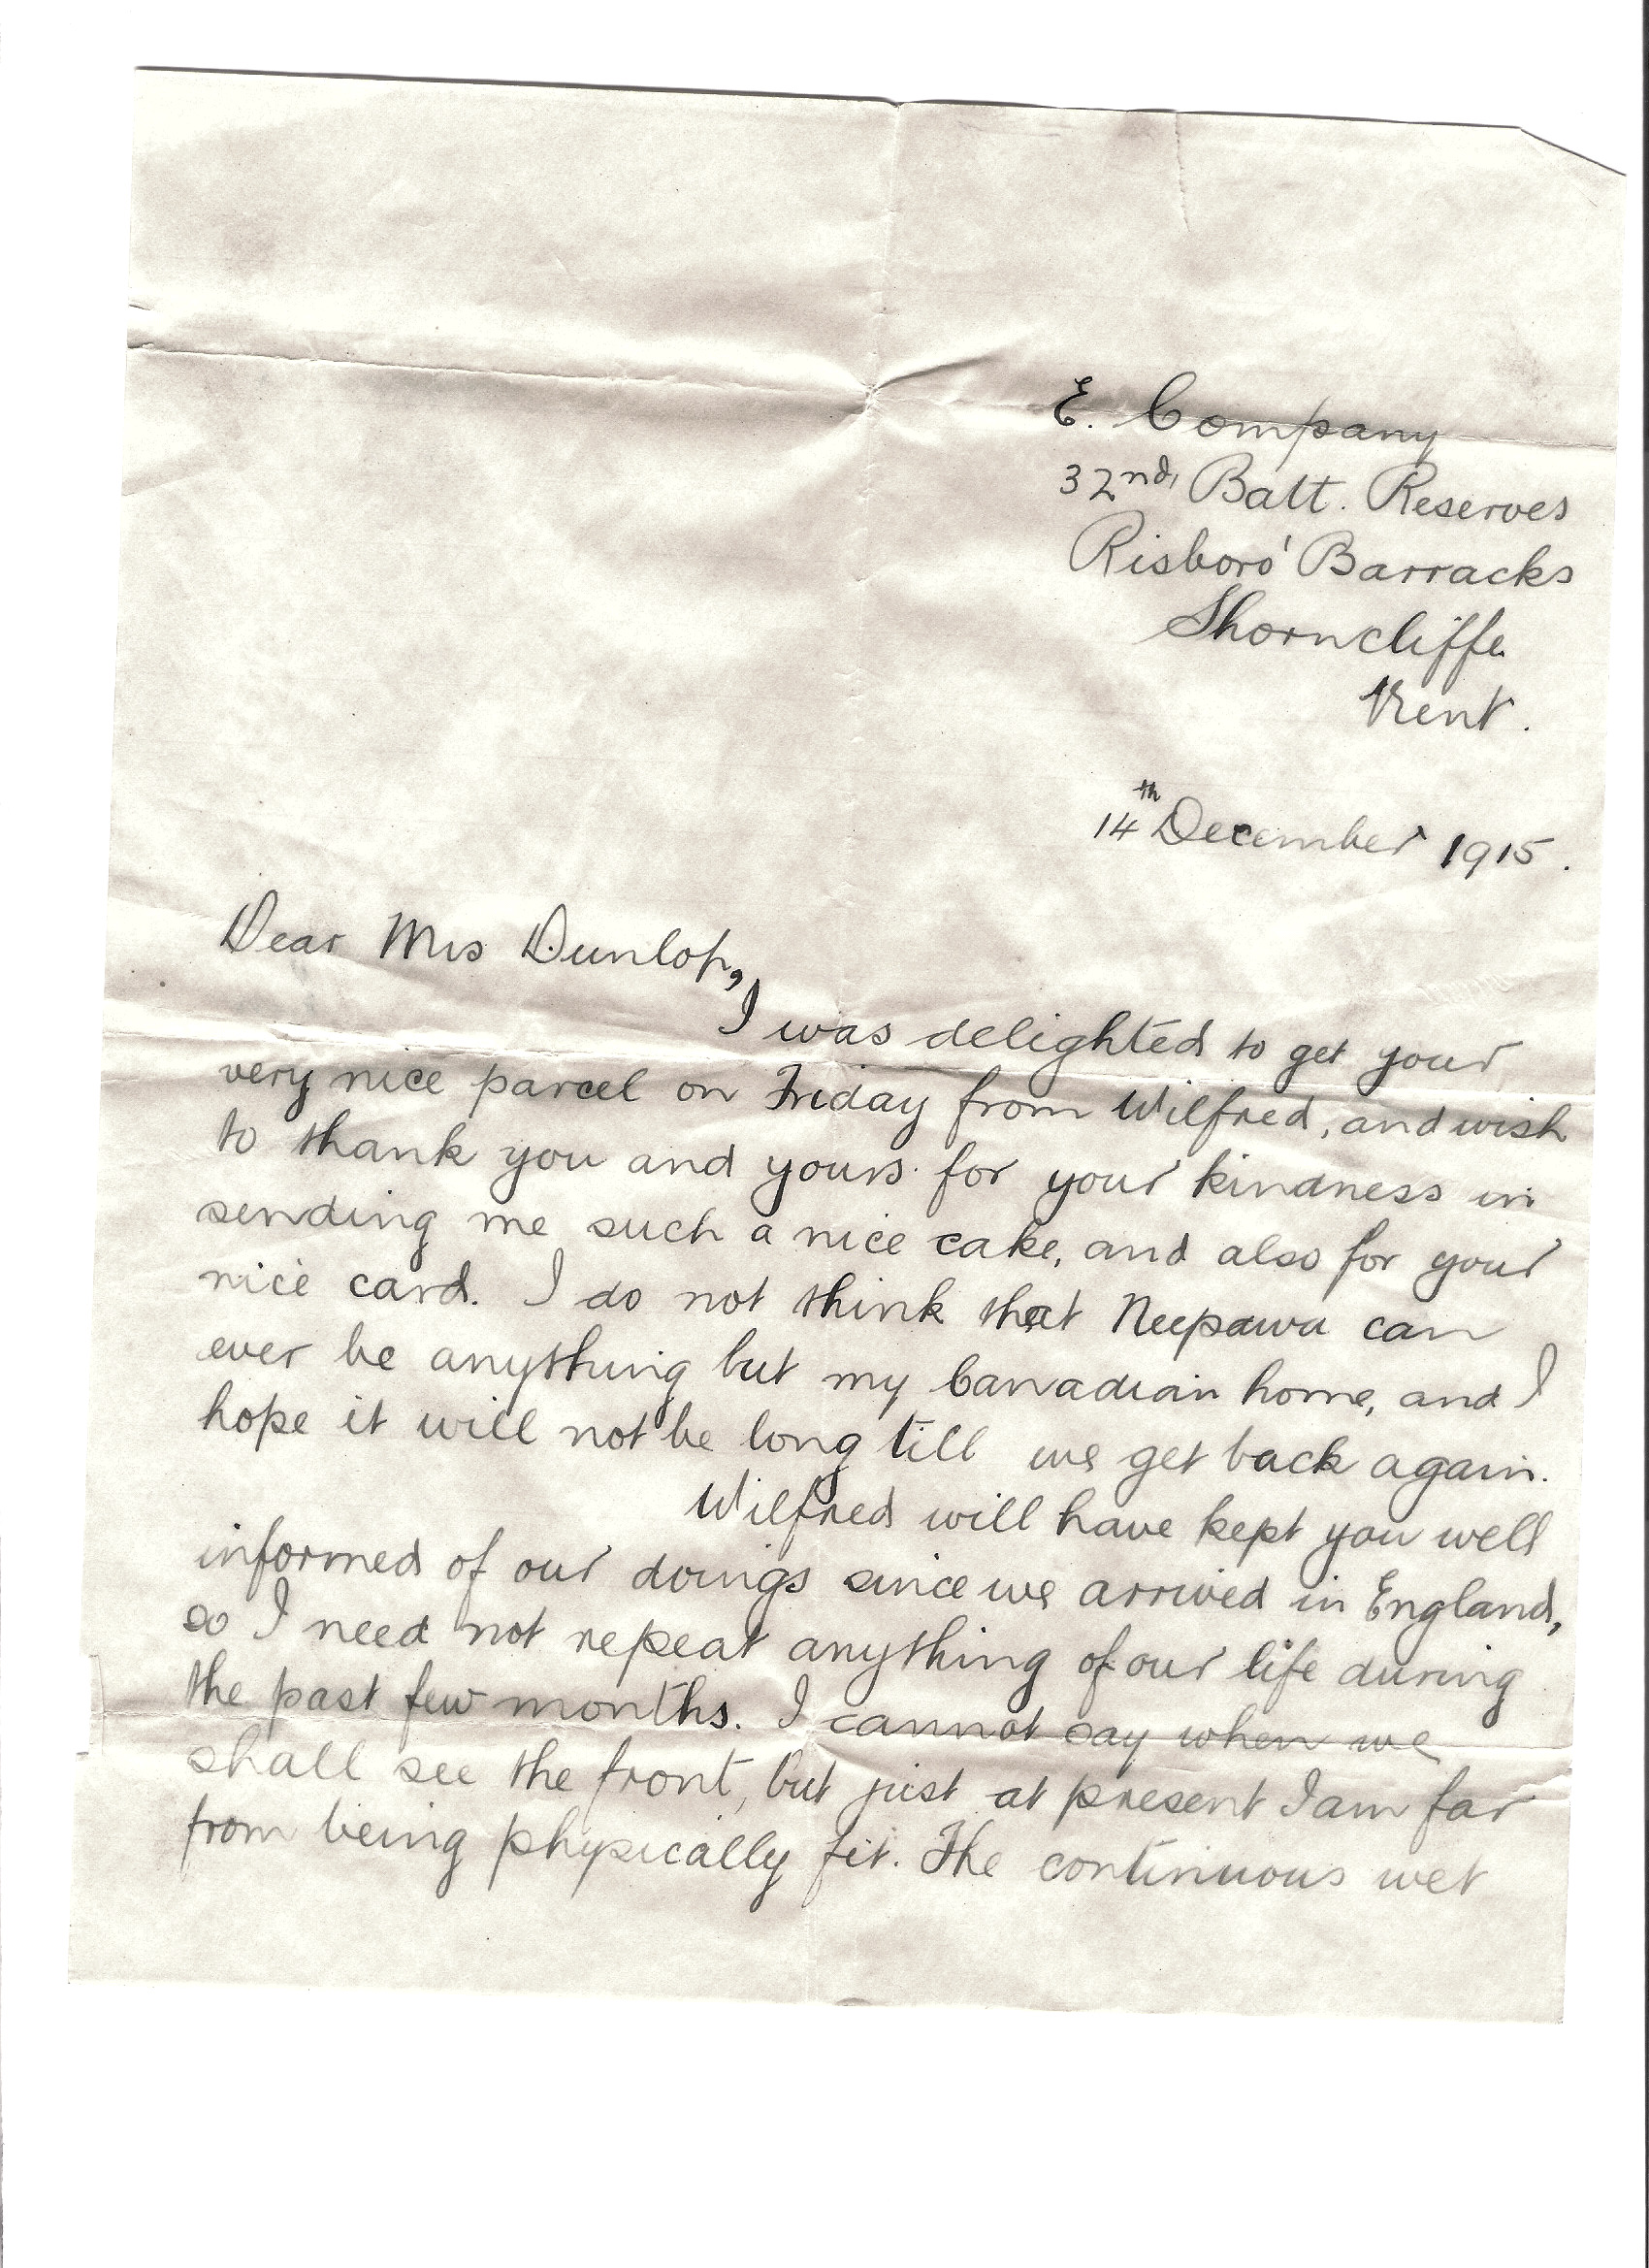 E. Company
32nd, Batt. Reserves
Risboro' Barracks
Shorncliffe
Kent.
14th December 1915.
Dear Mrs Dunlop,
I was delighted to get your
very nice parcel on Friday from Wilfred, and wish
to thank you and yours for your kindness in
sending me such a nice cake, and also for your
nice card. I do not think that Neepawa can
ever be anything but my Canadian home, and I
hope it will not be long till we get back again.
Wilfred will have kept you well
informed of our doings since we arrived in England,
so I need not repeat anything of our life during
the past few months. I cannot say when we
shall see the front, but just at present I am far
from being physically fit. The continuous wet